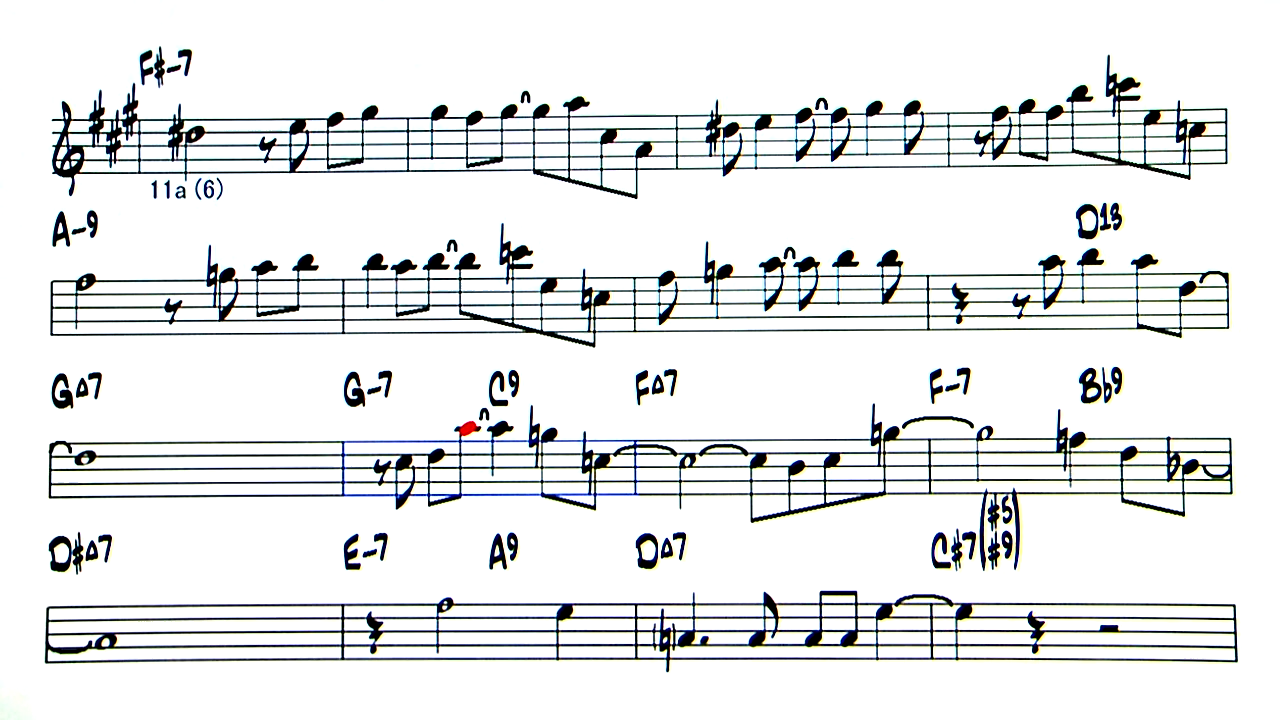 F#-7
11a (6)
A-9 D13
G△7 G-7 C9 F△7 F-7 Bb9
D#△7 E-7 A9 D△7 C#7(#5 #9)